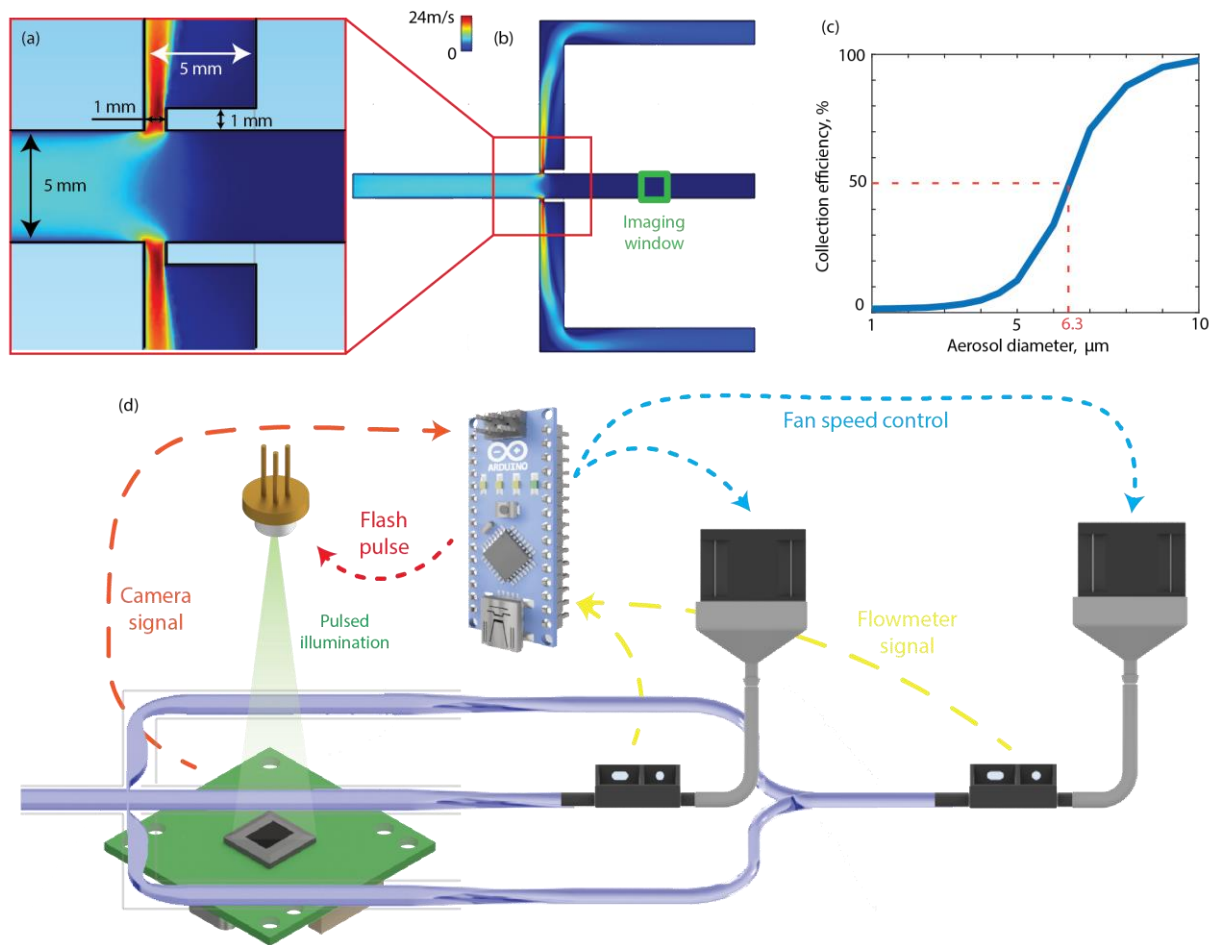 (a)
24m/s
0
(b)
5 mm
1 mm
1 mm
5 mm
Imaging
window
(c)
100
50
0
1
5
6.3
10
Collection efficiency, %
Aerosol diameter, μm
(d)
Fan speed control
ARDUINO
Flash
pulse
Camera
signal
Pulsed
illumination
Flowmeter
signal